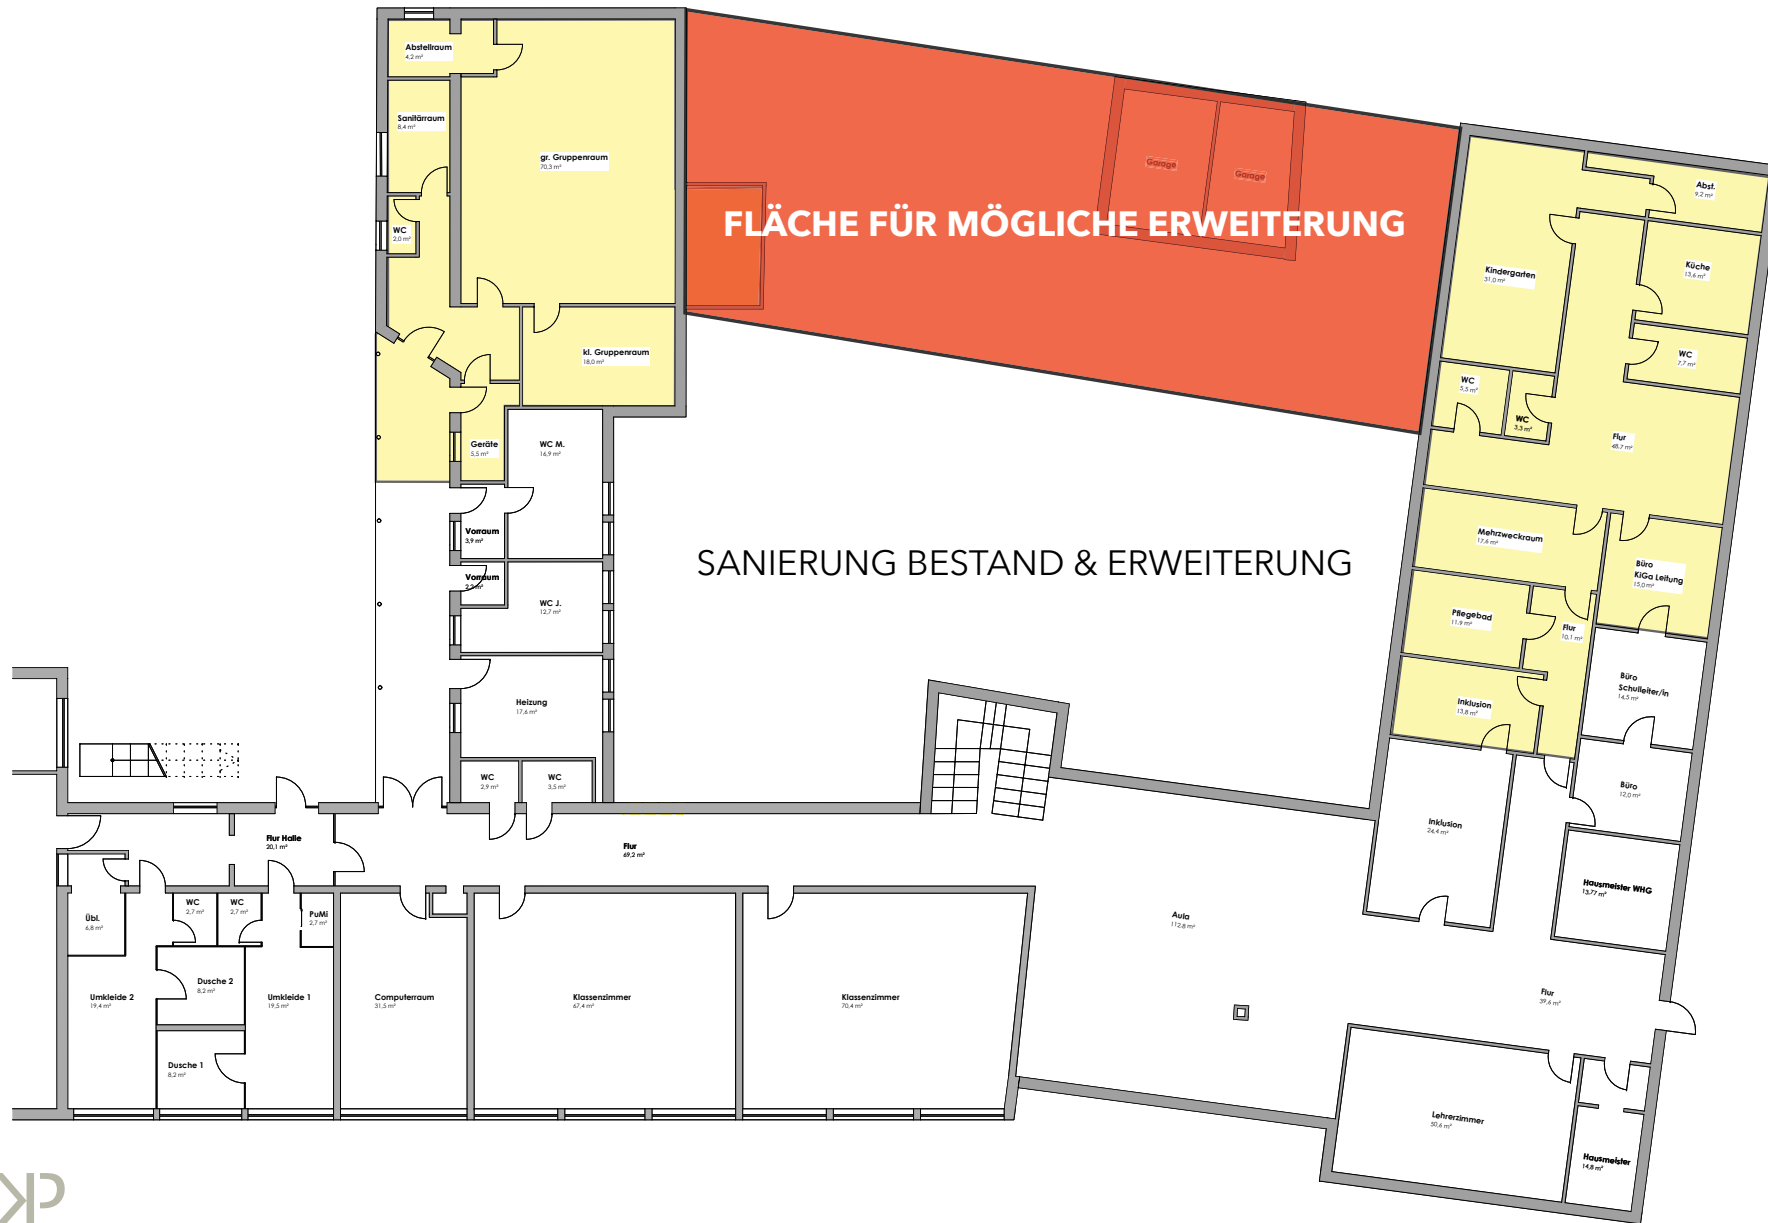 Abstellraum
4,2 m²
Sanitärraum
8,4 m²
gr. Gruppenraum
70,3 m²
WC
2,0 m²
kl. Gruppenraum
18,0 m²
Geräte
5,5 m²
WC M.
16,9 m²
Vorraum
3,9 m²
Vorraum
2,2 m²
WC J.
12,7 m²
Heizung
17,6 m²
WC
2,9 m²
WC
3,5 m²
Garage
Garage
FLÄCHE FÜR MÖGLICHE ERWEITERUNG
SANIERUNG BESTAND & ERWEITERUNG
Abst.
9,2 m²
Kindergarten
31,0 m²
Küche
13,6 m²
WC
7,7 m²
WC
5,5 m²
WC
3,3 m²
Flur
48,7 m²
Mehrzweckraum
17,6 m²
Büro
KiGa Leitung
15,0 m²
Pflegebad
11,9 m²
Flur
10,1 m²
Inklusion
13,8 m²
Büro
Schulleiter/in
14,5 m²
Büro
12,0 m²
Inklusion
24,4 m²
Hausmeister WHG
13,77 m²
Flur Halle
20,1 m²
Flur
69,2 m²
Übl.
6,8 m²
WC
2,7 m²
WC
2,7 m²
PuMi
2,7 m²
Umkleide 2
19,4 m²
Dusche 2
8,2 m²
Umkleide 1
19,5 m²
Dusche 1
8,2 m²
Computerraum
31,5 m²
Klassenzimmer
67,4 m²
Klassenzimmer
70,4 m²
Aula
112,8 m²
Flur
39,6 m²
Lehrerzimmer
50,6 m²
Hausmeister
14,8 m²